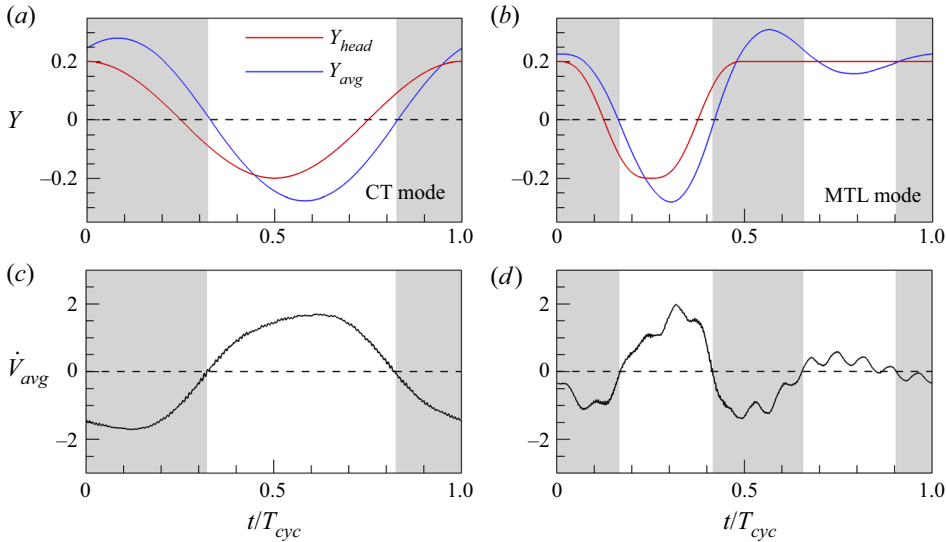 (a) (b)
Y_head
Y_avg
0.2 0.2
Y 0 0
−0.2 −0.2
CT mode MTL mode
0 0.5 1.0 0 0.5 1.0
(c) (d)
2 2
V̇_avg 0 0
−2 −2
0 0.5 1.0 0 0.5 1.0
t/T_cyc t/T_cyc